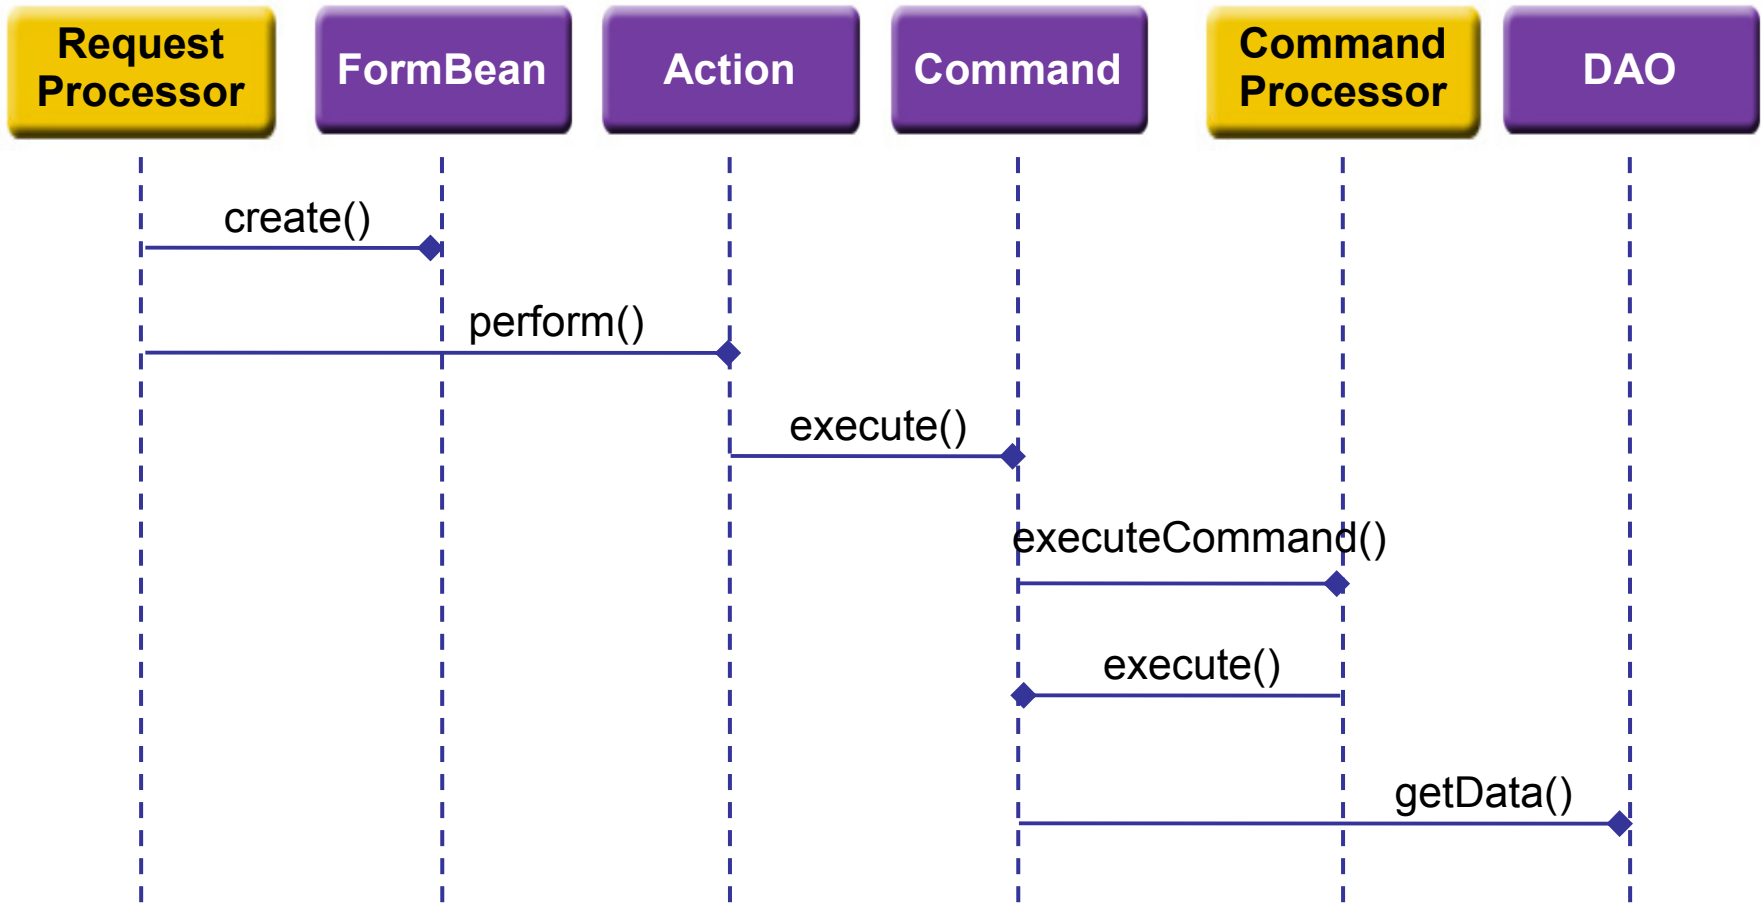 Request
Processor
FormBean
Action
Command
Command
Processor
DAO
create()
perform()
execute()
executeCommand()
execute()
getData()